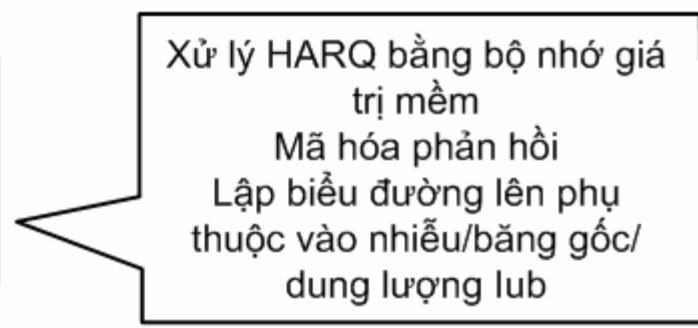 Xử lý HARQ bằng bộ nhớ giá
trị mềm
Mã hóa phản hồi
Lập biểu đường lên phụ
thuộc vào nhiễu/băng gốc/
dung lượng Iub